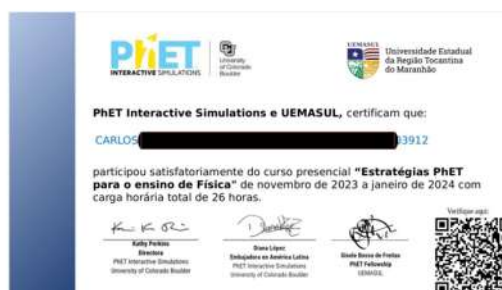 PhET
INTERACTIVE SIMULATIONS
University
of Colorado
Boulder
UEMASUL
Universidade Estadual
da Região Tocantina
do Maranhão
PhET Interactive Simulations e UEMASUL, certificam que:
CARLOS 03912
participou satisfatoriamente do curso presencial “Estratégias PhET
para o ensino de Física” de novembro de 2023 a janeiro de 2024 com
carga horária total de 26 horas.
Verifique aqui:
Kathy Perkins
Directora
PhET Interactive Simulations
University of Colorado Boulder
Diana López
Embajadora en América Latina
PhET Interactive Simulations
University of Colorado Boulder
Gisele Bosso de Freitas
PhET Fellowship
UEMASUL